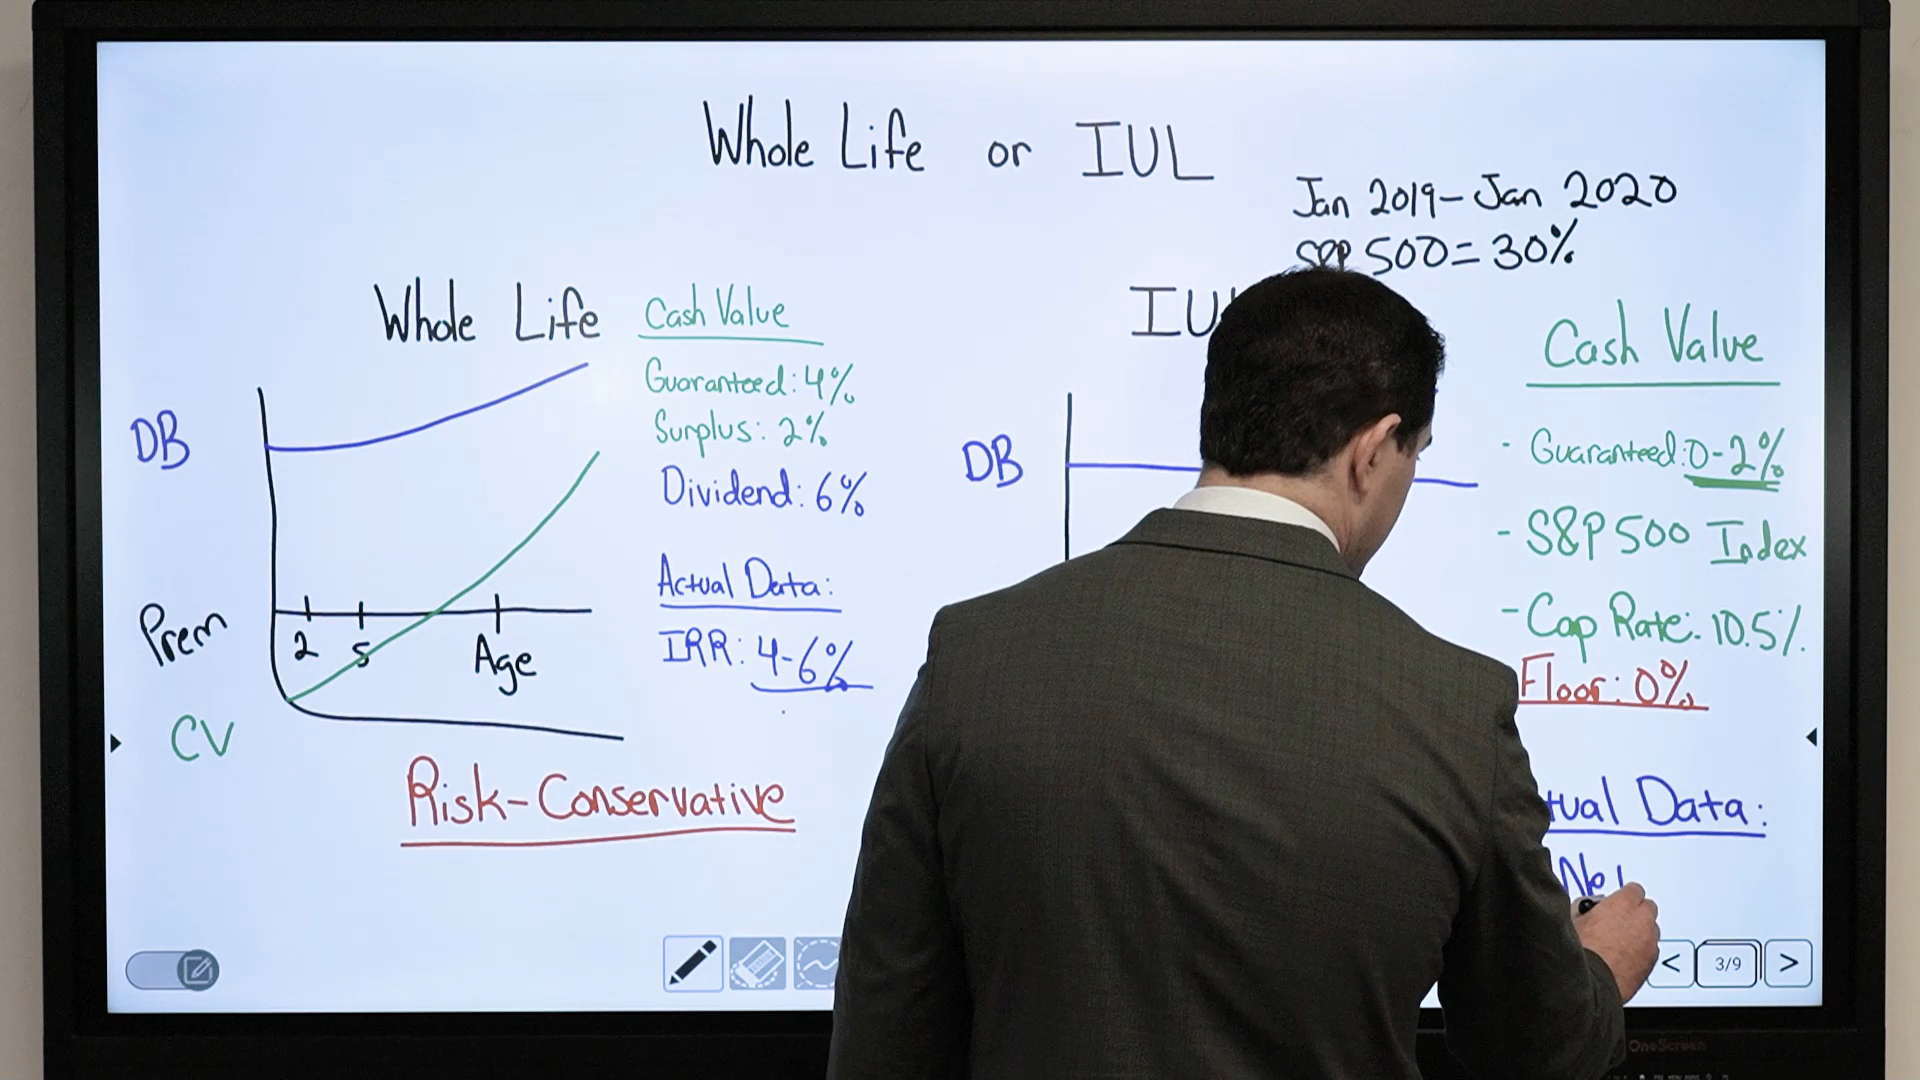 Whole Life or IUL
Jan 2019 - Jan 2020
S&P 500 = 30%
Whole Life
Cash Value
Guaranteed: 4%
Surplus: 2%
Dividend: 6%
Actual Data:
IRR: 4-6%
DB
Prem
2 5 Age
CV
Risk-Conservative
DB
Cash Value
- Guaranteed: 0-2%
- S&P 500 Index
- Cap Rate: 10.5%
Floor: 0%
Data:
3/9
OneScreen